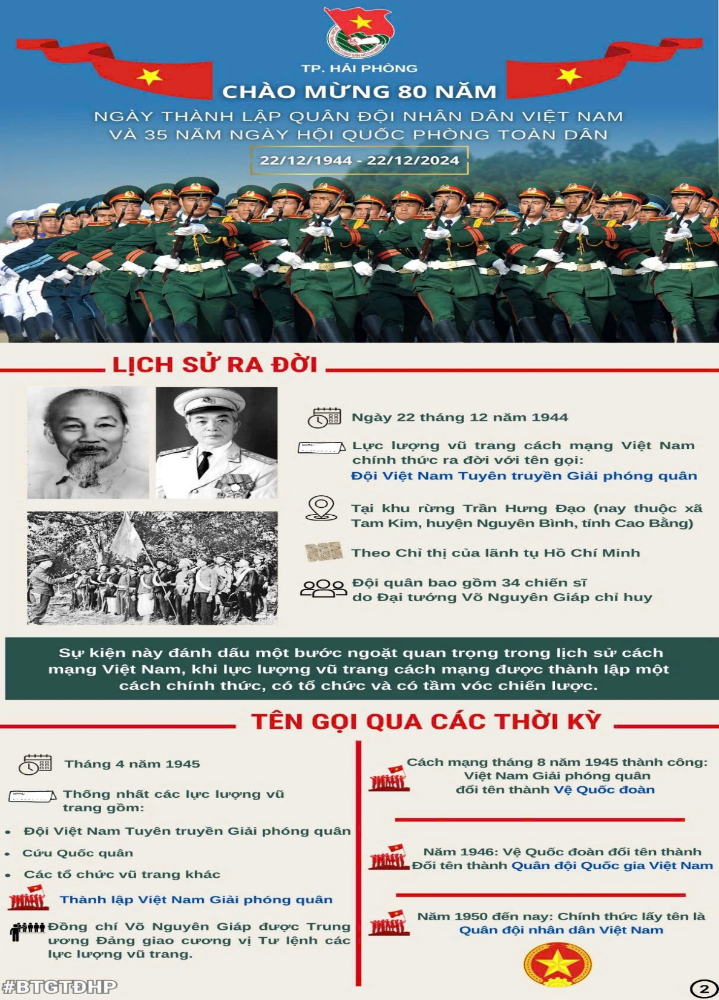 ĐOÀN THANH NIÊN CỘNG SẢN HỒ CHÍ MINH
TP. HẢI PHÒNG
CHÀO MỪNG 80 NĂM
NGÀY THÀNH LẬP QUÂN ĐỘI NHÂN DÂN VIỆT NAM
VÀ 35 NĂM NGÀY HỘI QUỐC PHÒNG TOÀN DÂN
22/12/1944 - 22/12/2024
LỊCH SỬ RA ĐỜI
Ngày 22 tháng 12 năm 1944
Lực lượng vũ trang cách mạng Việt Nam
chính thức ra đời với tên gọi:
Đội Việt Nam Tuyên truyền Giải phóng quân
Tại khu rừng Trần Hưng Đạo (nay thuộc xã
Tam Kim, huyện Nguyên Bình, tỉnh Cao Bằng)
Theo Chỉ thị của lãnh tụ Hồ Chí Minh
Đội quân bao gồm 34 chiến sĩ
do Đại tướng Võ Nguyên Giáp chỉ huy
Sự kiện này đánh dấu một bước ngoặt quan trọng trong lịch sử cách
mạng Việt Nam, khi lực lượng vũ trang cách mạng được thành lập một
cách chính thức, có tổ chức và có tầm vóc chiến lược.
TÊN GỌI QUA CÁC THỜI KỲ
Tháng 4 năm 1945
Thống nhất các lực lượng vũ
trang gồm:
• Đội Việt Nam Tuyên truyền Giải phóng quân
• Cứu Quốc quân
• Các tổ chức vũ trang khác
Thành lập Việt Nam Giải phóng quân
Đồng chí Võ Nguyên Giáp được Trung
ương Đảng giao cương vị Tư lệnh các
lực lượng vũ trang.
Cách mạng tháng 8 năm 1945 thành công:
Việt Nam Giải phóng quân
đổi tên thành Vệ Quốc đoàn
Năm 1946: Vệ Quốc đoàn đổi tên thành
Đổi tên thành Quân đội Quốc gia Việt Nam
Năm 1950 đến nay: Chính thức lấy tên là
Quân đội nhân dân Việt Nam
#BTGTĐHP
2